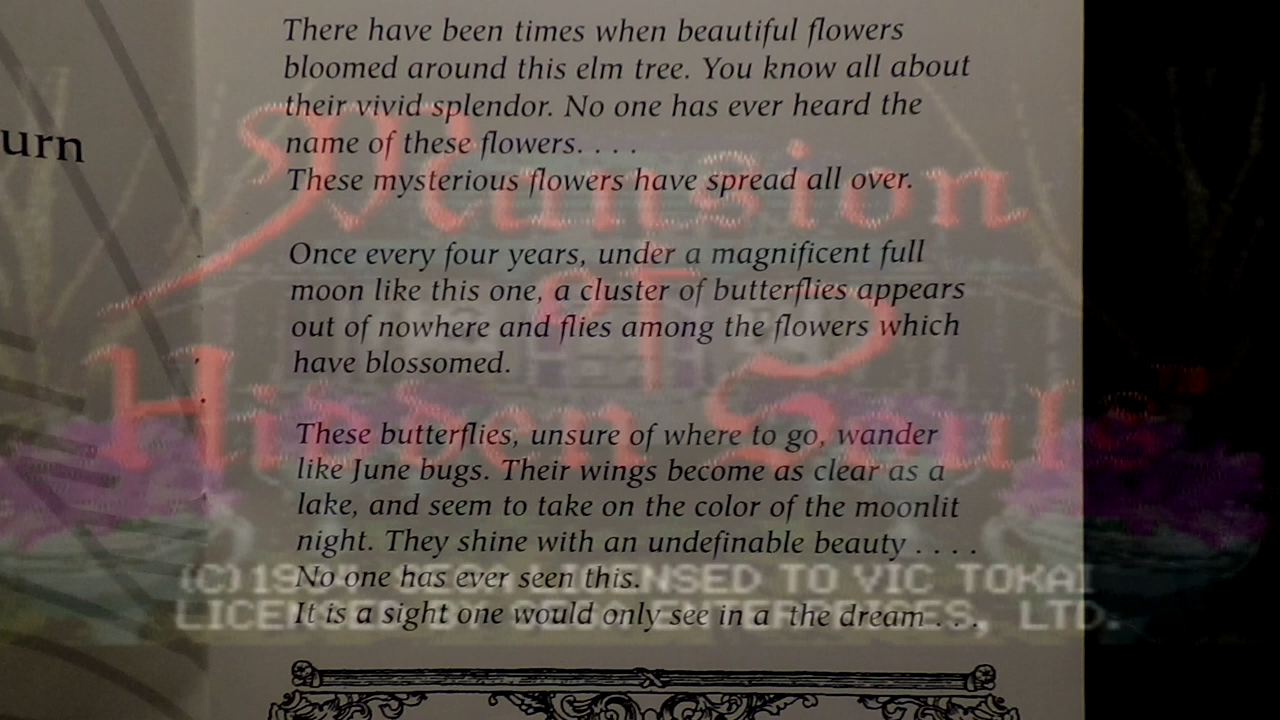 urn
There have been times when beautiful flowers
bloomed around this elm tree. You know all about
their vivid splendor. No one has ever heard the
name of these flowers. . . .
These mysterious flowers have spread all over.
Once every four years, under a magnificent full
moon like this one, a cluster of butterflies appears
out of nowhere and flies among the flowers which
have blossomed.
These butterflies, unsure of where to go, wander
like June bugs. Their wings become as clear as a
lake, and seem to take on the color of the moonlit
night. They shine with an undefinable beauty . . . .
No one has ever seen this.
It is a sight one would only see in a the dream . . .
Mansion
of
Hidden Souls
LICENSED TO VIC TOKAI
LTD.